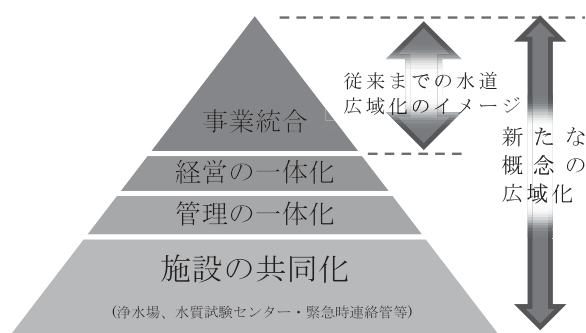 従来までの水道
広域化のイメージ
事業統合
新たな
概念の
広域化
経営の一体化
管理の一体化
施設の共同化
(浄水場、水質試験センター・緊急時連絡管等)